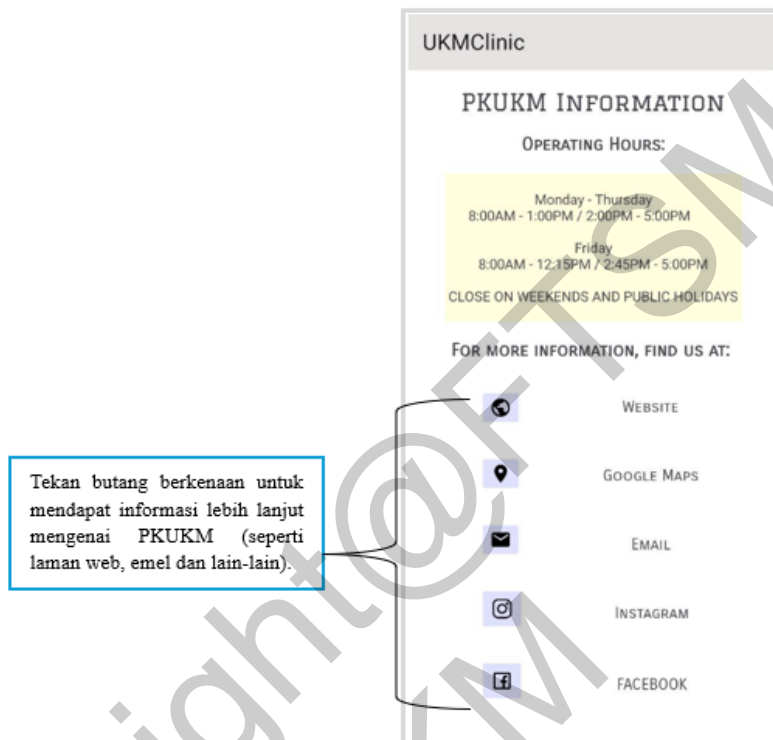 UKMClinic
PKUKM INFORMATION
OPERATING HOURS:
Monday - Thursday
8:00AM - 1:00PM / 2:00PM - 5:00PM
Friday
8:00AM - 12:15PM / 2:45PM - 5:00PM
CLOSE ON WEEKENDS AND PUBLIC HOLIDAYS
FOR MORE INFORMATION, FIND US AT:
WEBSITE
GOOGLE MAPS
EMAIL
INSTAGRAM
FACEBOOK
Tekan butang berkenaan untuk
mendapat informasi lebih lanjut
mengenai PKUKM (seperti
laman web, emel dan lain-lain).
ight@FTSM
KM